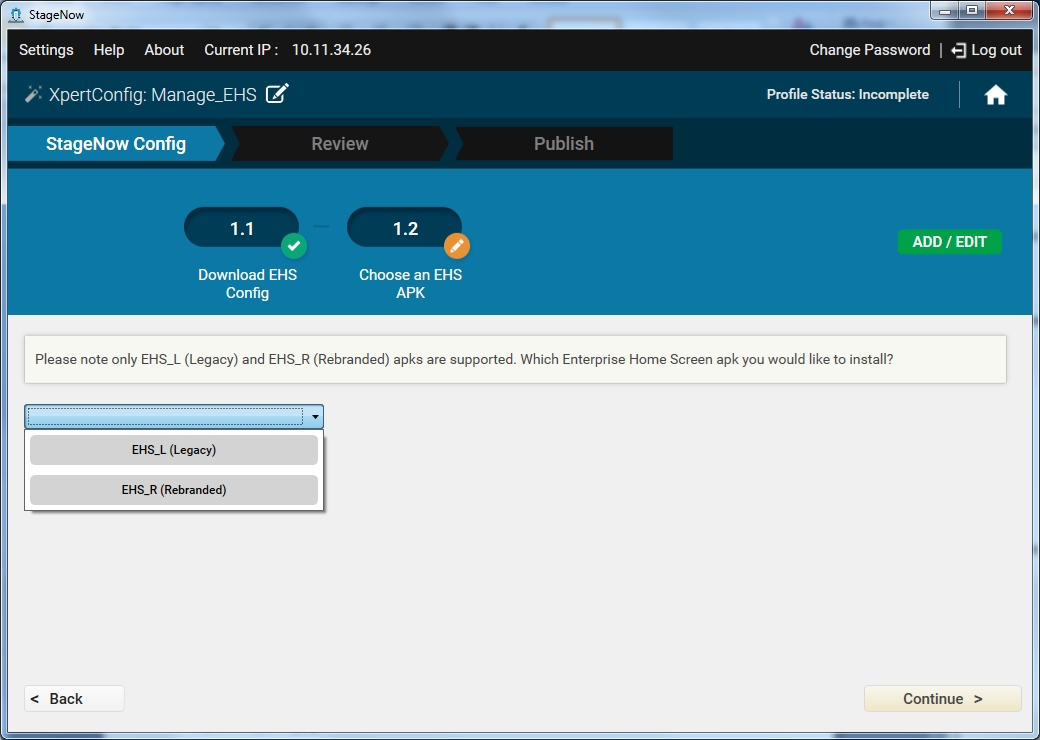 StageNow
Settings Help About Current IP : 10.11.34.26 Change Password | Log out
XpertConfig: Manage_EHS Profile Status: Incomplete
StageNow Config Review Publish
1.1 1.2
ADD / EDIT
Download EHS
Config
Choose an EHS
APK
Please note only EHS_L (Legacy) and EHS_R (Rebranded) apks are supported. Which Enterprise Home Screen apk you would like to install?
EHS_L (Legacy)
EHS_R (Rebranded)
< Back Continue >